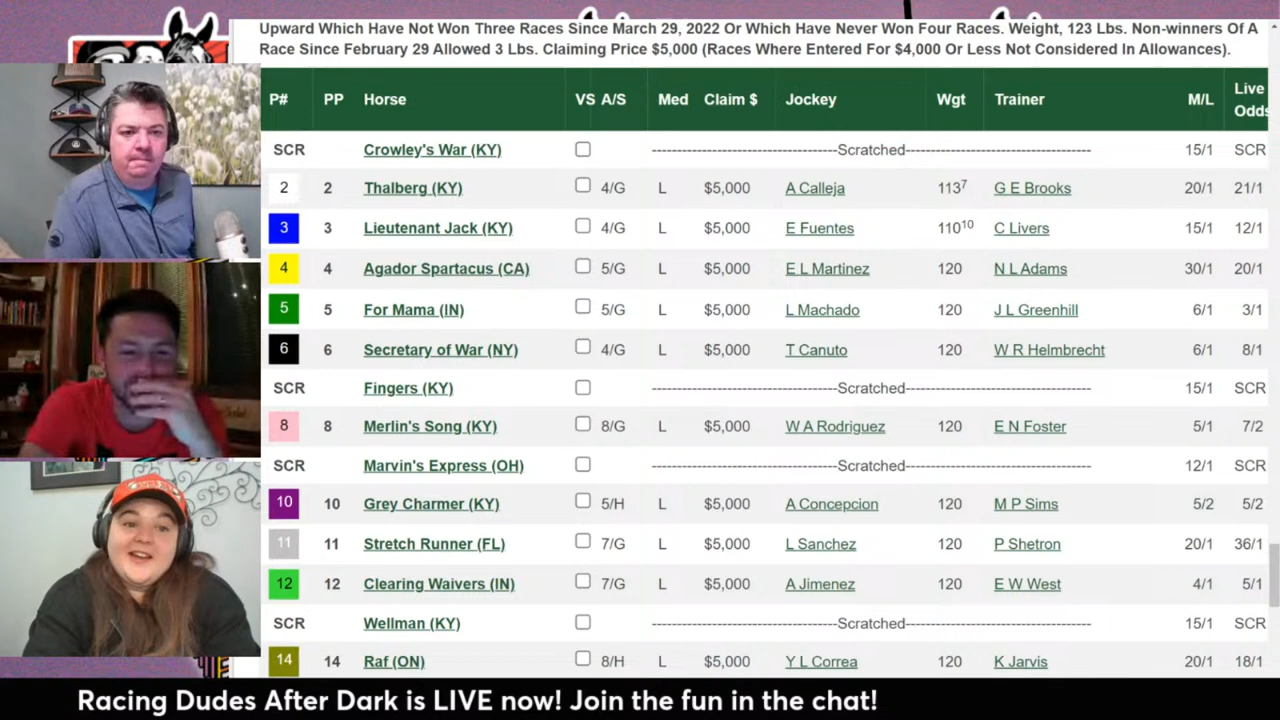 Upward Which Have Not Won Three Races Since March 29, 2022 Or Which Have Never Won Four Races. Weight, 123 Lbs. Non-winners Of A
Race Since February 29 Allowed 3 Lbs. Claiming Price $5,000 (Races Where Entered For $4,000 Or Less Not Considered In Allowances).
P# PP Horse VS A/S Med Claim $ Jockey Wgt Trainer M/L Live Odds
SCR Crowley's War (KY) ------Scratched------ 15/1 SCR
2 2 Thalberg (KY) 4/G L $5,000 A Calleja 113⁷ G E Brooks 20/1 21/1
3 3 Lieutenant Jack (KY) 4/G L $5,000 E Fuentes 110¹⁰ C Livers 15/1 12/1
4 4 Agador Spartacus (CA) 5/G L $5,000 E L Martinez 120 N L Adams 30/1 20/1
5 5 For Mama (IN) 5/G L $5,000 L Machado 120 J L Greenhill 6/1 3/1
6 6 Secretary of War (NY) 4/G L $5,000 T Canuto 120 W R Helmbrecht 6/1 8/1
SCR Fingers (KY) ------Scratched------ 15/1 SCR
8 8 Merlin's Song (KY) 8/G L $5,000 W A Rodriguez 120 E N Foster 5/1 7/2
SCR Marvin's Express (OH) ------Scratched------ 12/1 SCR
10 10 Grey Charmer (KY) 5/H L $5,000 A Concepcion 120 M P Sims 5/2 5/2
11 11 Stretch Runner (FL) 7/G L $5,000 L Sanchez 120 P Shetron 20/1 36/1
12 12 Clearing Waivers (IN) 7/G L $5,000 A Jimenez 120 E W West 4/1 5/1
SCR Wellman (KY) ------Scratched------ 15/1 SCR
14 14 Raf (ON) 8/H L $5,000 Y L Correa 120 K Jarvis 20/1 18/1
Racing Dudes After Dark is LIVE now! Join the fun in the chat!